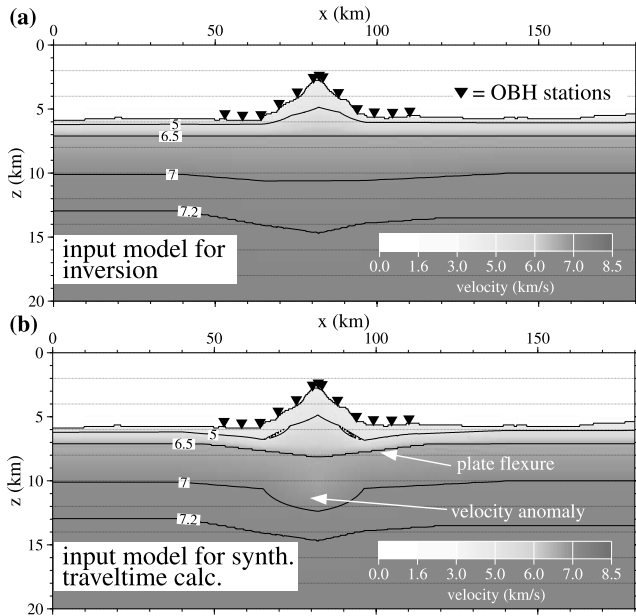 (a)
x (km)
0 50 100 150
0
5
10
15
20
z (km)
▼= OBH stations
5
6.5
7
7.2
input model for
inversion
0.0 1.6 3.0 5.0 6.0 7.0 8.5
velocity (km/s)
(b)
x (km)
0 50 100 150
0
5
10
15
20
z (km)
5
6.5
7
7.2
plate flexure
velocity anomaly
input model for synth.
traveltime calc.
0.0 1.6 3.0 5.0 6.0 7.0 8.5
velocity (km/s)